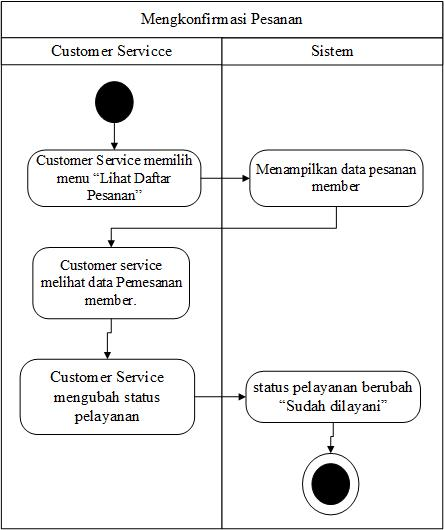 Mengkonfirmasi Pesanan
Customer Servicce
Sistem
Customer Service memilih
menu “Lihat Daftar
Pesanan”
Menampilkan data pesanan
member
Customer service
melihat data Pemesanan
member.
Customer Service
mengubah status
pelayanan
status pelayanan berubah
“Sudah dilayani”